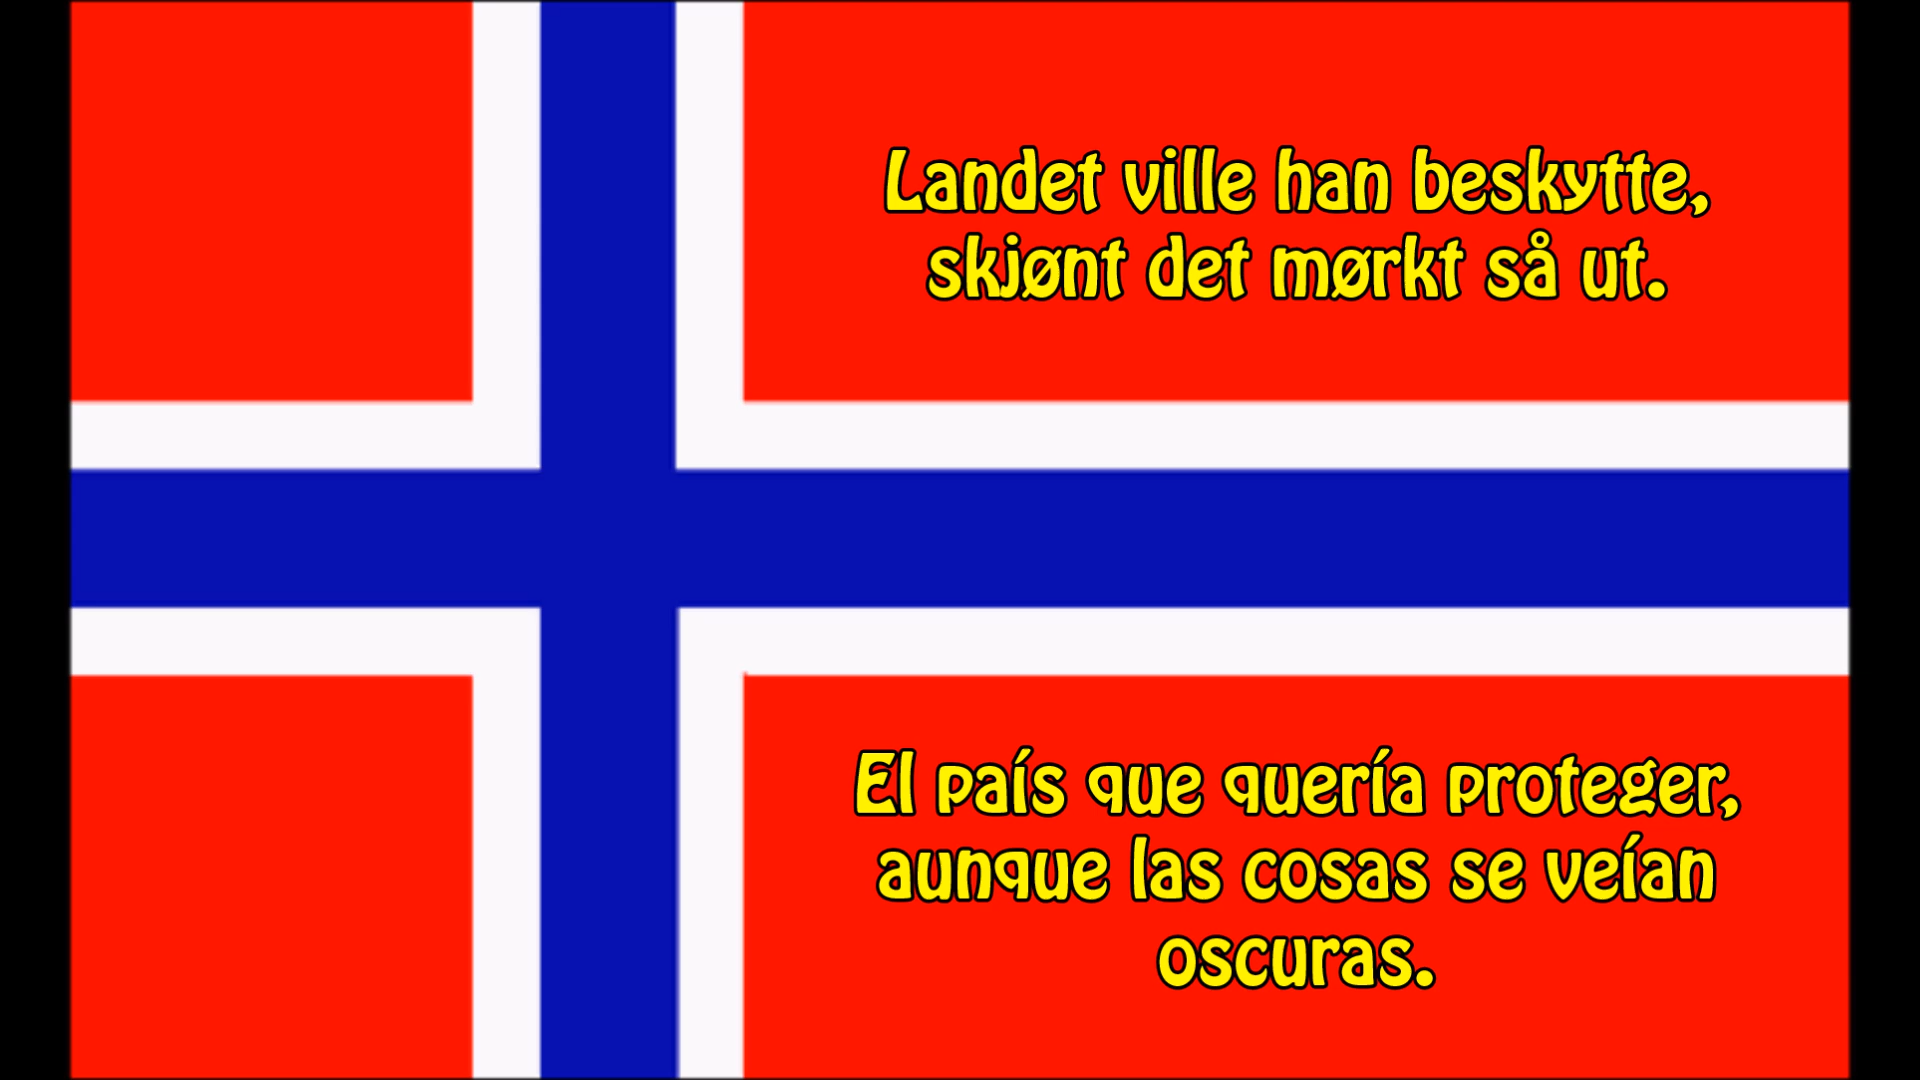 Landet ville han beskytte,
skjønt det mørkt så ut.
El país que quería proteger,
aunque las cosas se veían
oscuras.